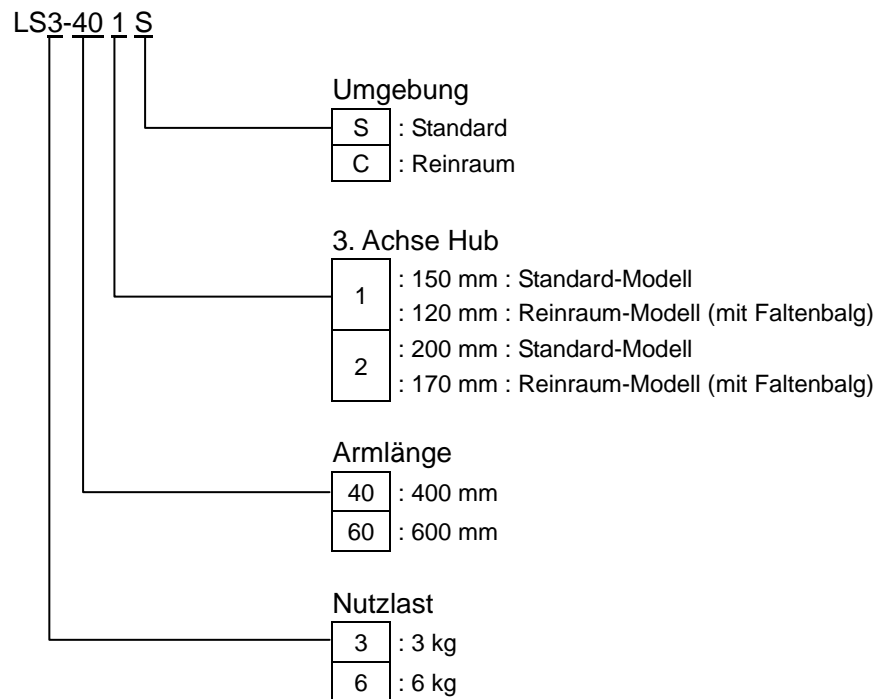 LS3-40 1 S
Umgebung
S : Standard
C : Reinraum
3. Achse Hub
1 : 150 mm : Standard-Modell
: 120 mm : Reinraum-Modell (mit Faltenbalg)
2 : 200 mm : Standard-Modell
: 170 mm : Reinraum-Modell (mit Faltenbalg)
Armlänge
40 : 400 mm
60 : 600 mm
Nutzlast
3 : 3 kg
6 : 6 kg